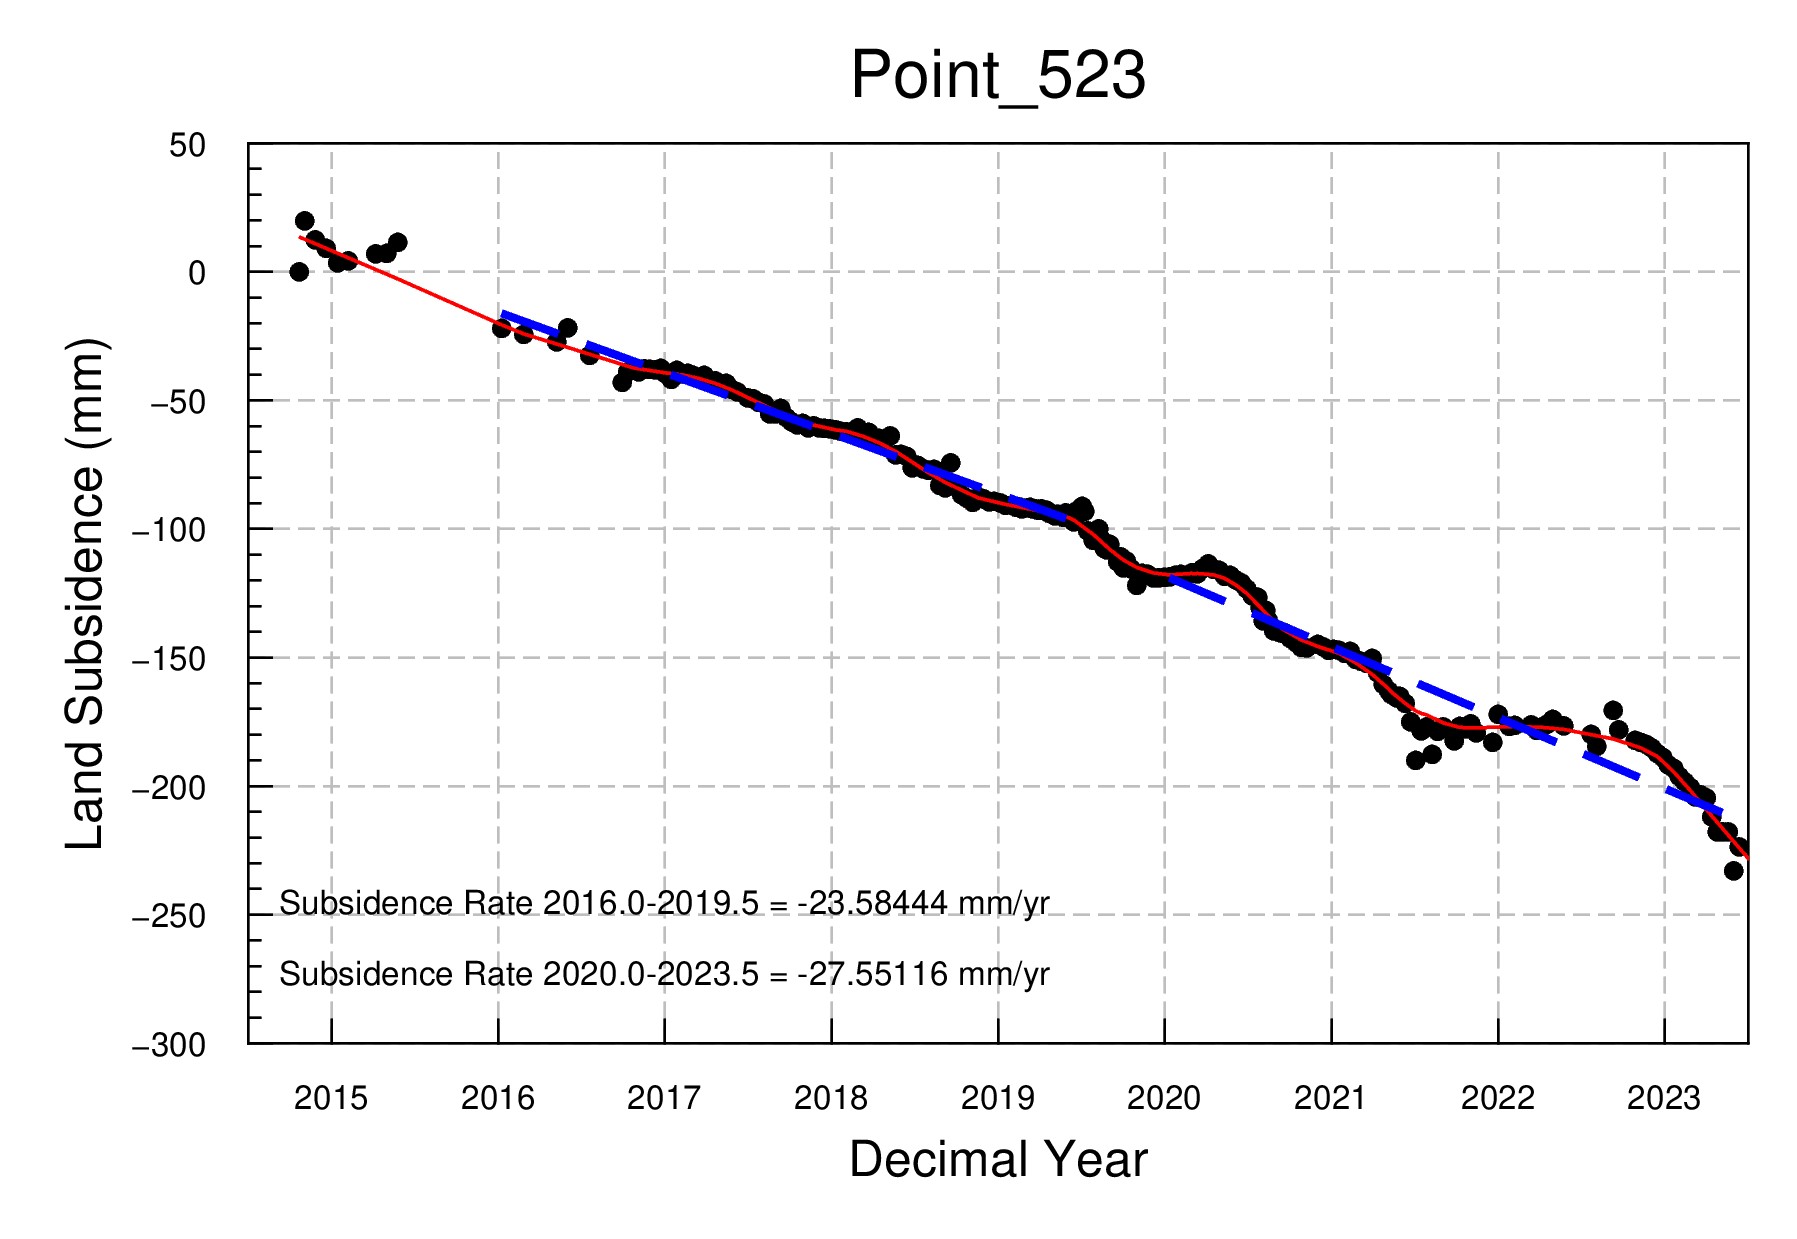 Point_523
50
0
−50
−100
−150
−200
−250
−300
Land Subsidence (mm)
Subsidence Rate 2016.0-2019.5 = -23.58444 mm/yr
Subsidence Rate 2020.0-2023.5 = -27.55116 mm/yr
2015 2016 2017 2018 2019 2020 2021 2022 2023
Decimal Year